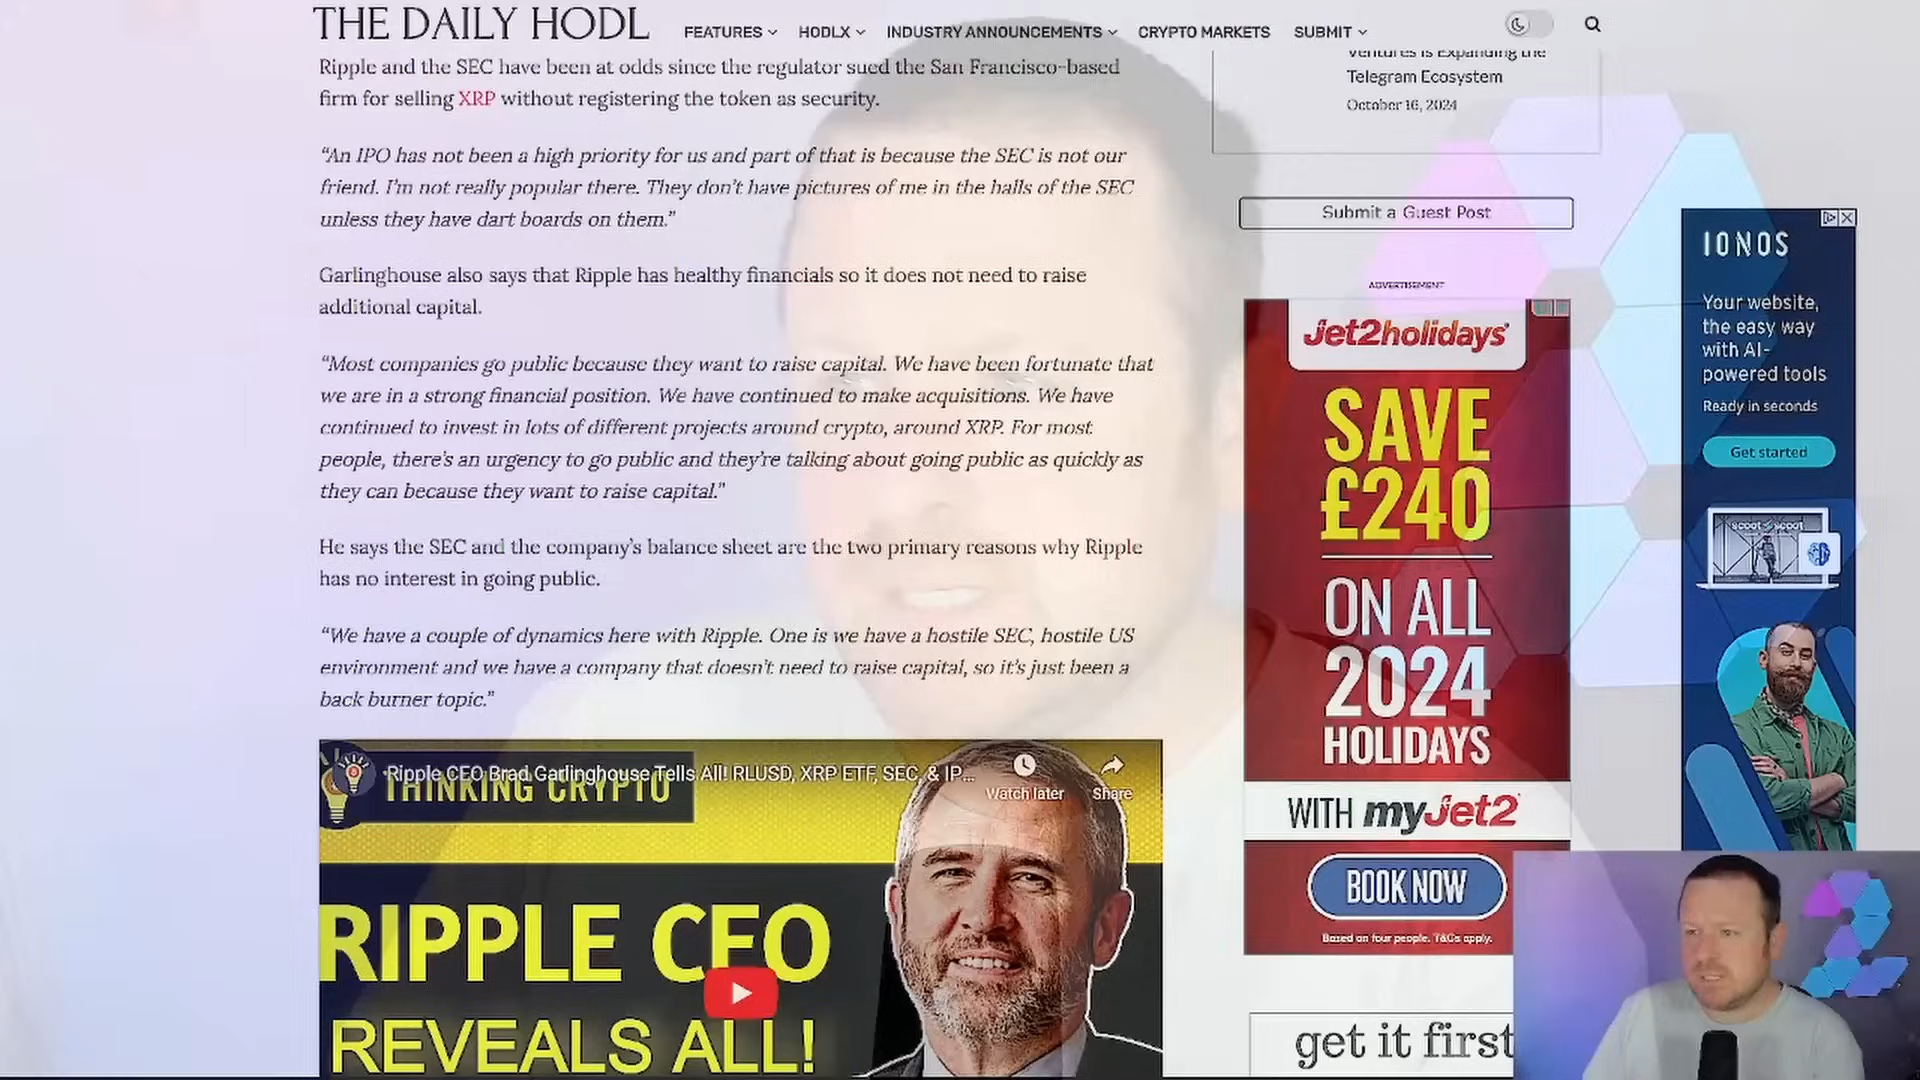 THE DAILY HODL
FEATURES
HODLX
INDUSTRY ANNOUNCEMENTS
CRYPTO MARKETS
SUBMIT
Ripple and the SEC have been at odds since the regulator sued the San Francisco-based
firm for selling XRP without registering the token as security.
“An IPO has not been a high priority for us and part of that is because the SEC is not our
friend. I’m not really popular there. They don’t have pictures of me in the halls of the SEC
unless they have dart boards on them.”
Garlinghouse also says that Ripple has healthy financials so it does not need to raise
additional capital.
“Most companies go public because they want to raise capital. We have been fortunate that
we are in a strong financial position. We have continued to make acquisitions. We have
continued to invest in lots of different projects around crypto, around XRP. For most
people, there’s an urgency to go public and they’re talking about going public as quickly as
they can because they want to raise capital.”
He says the SEC and the company’s balance sheet are the two primary reasons why Ripple
has no interest in going public.
“We have a couple of dynamics here with Ripple. One is we have a hostile SEC, hostile US
environment and we have a company that doesn’t need to raise capital, so it’s just been a
back burner topic.”
Ripple CEO Brad Garlinghouse Tells All! RLUSD, XRP ETF, SEC, & IP...
THINKING CRYPTO
Watch later
Share
RIPPLE CEO
REVEALS ALL!
Ventures is Expanding the
Telegram Ecosystem
October 16, 2024
Submit a Guest Post
ADVERTISEMENT
Jet2holidays
SAVE
£240
ON ALL
2024
HOLIDAYS
WITH myJet2
BOOK NOW
Based on four people. T&Cs apply.
get it first
IONOS
Your website,
the easy way
with AI-
powered tools
Ready in seconds
Get started